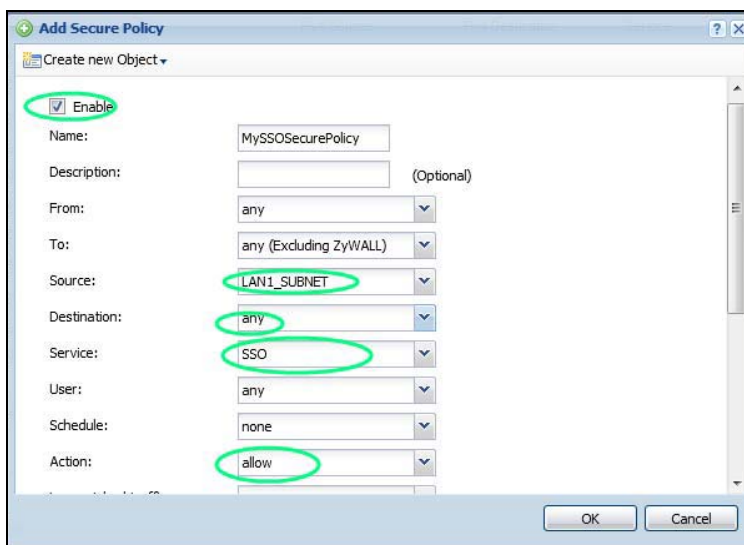 Add Secure Policy
Create new Object
Enable
Name: MySSOSecurePolicy
Description: (Optional)
From: any
To: any (Excluding ZyWALL)
Source: LAN1_SUBNET
Destination: any
Service: SSO
User: any
Schedule: none
Action: allow
OK Cancel